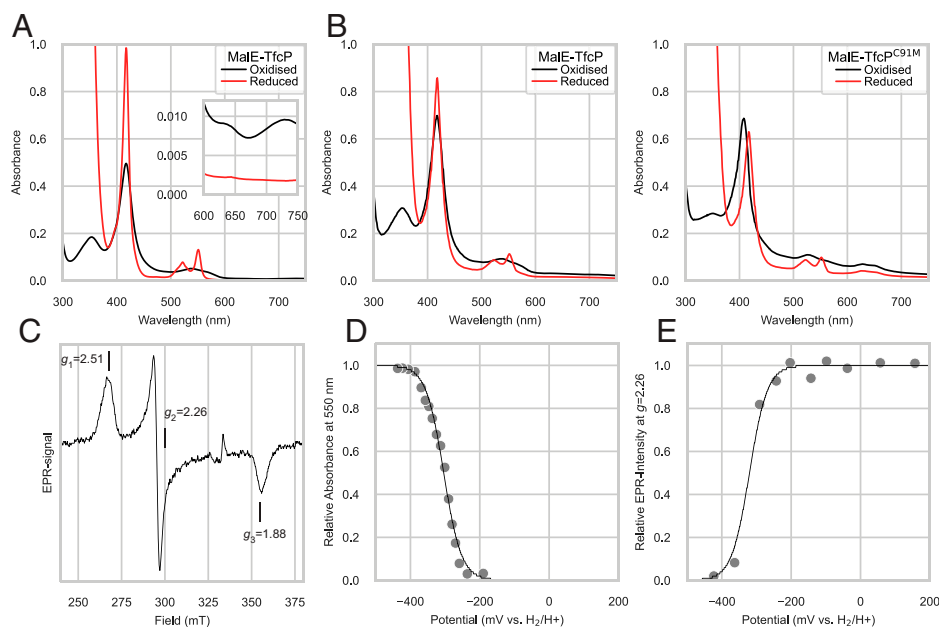 A
MalE-TfcP
Oxidised
Reduced
1.0
0.8
0.6
0.4
0.2
0.0
Absorbance
300 400 500 600 700
Wavelength (nm)
0.010
0.005
0.000
600 650 700 750
B
MalE-TfcP
Oxidised
Reduced
1.0
0.8
0.6
0.4
0.2
0.0
Absorbance
300 400 500 600 700
Wavelength (nm)
MalE-TfcP^C91M
Oxidised
Reduced
1.0
0.8
0.6
0.4
0.2
0.0
Absorbance
300 400 500 600 700
Wavelength (nm)
C
g₁=2.51
g₂=2.26
g₃=1.88
EPR-signal
250 275 300 325 350 375
Field (mT)
D
1.0
0.8
0.6
0.4
0.2
0.0
Relative Absorbance at 550 nm
−400 −200 0 200
Potential (mV vs. H₂/H+)
E
1.0
0.8
0.6
0.4
0.2
0.0
Relative EPR-Intensity at g=2.26
−400 −200 0 200
Potential (mV vs. H₂/H+)